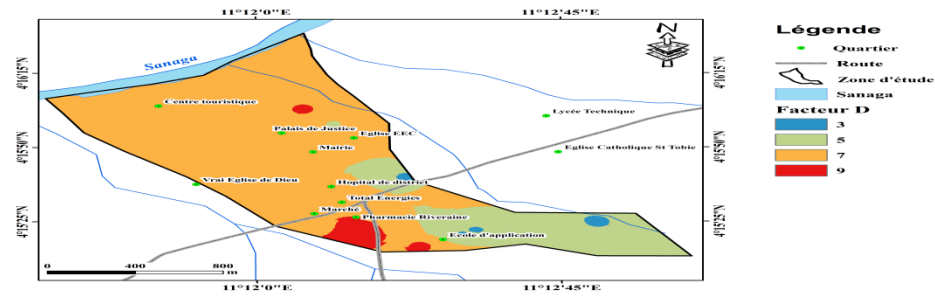 11°12'0"E
11°12'45"E
N
Sanaga
4°16'15"N
4°16'15"N
Centre touristique
Lycée Technique
Palais de Justice
Eglise EEC
4°15'00"N
4°15'00"N
Mairie
Eglise Catholique St Tobie
Vrai Eglise de Dieu
Hopital de district
Total Energies
Marché
Pharmacie Riveraine
4°15'25"N
4°15'25"N
Ecole d'application
0
400
800
m
11°12'0"E
11°12'45"E
Légende
Quartier
Route
Zone d'étude
Sanaga
Facteur D
3
5
7
9